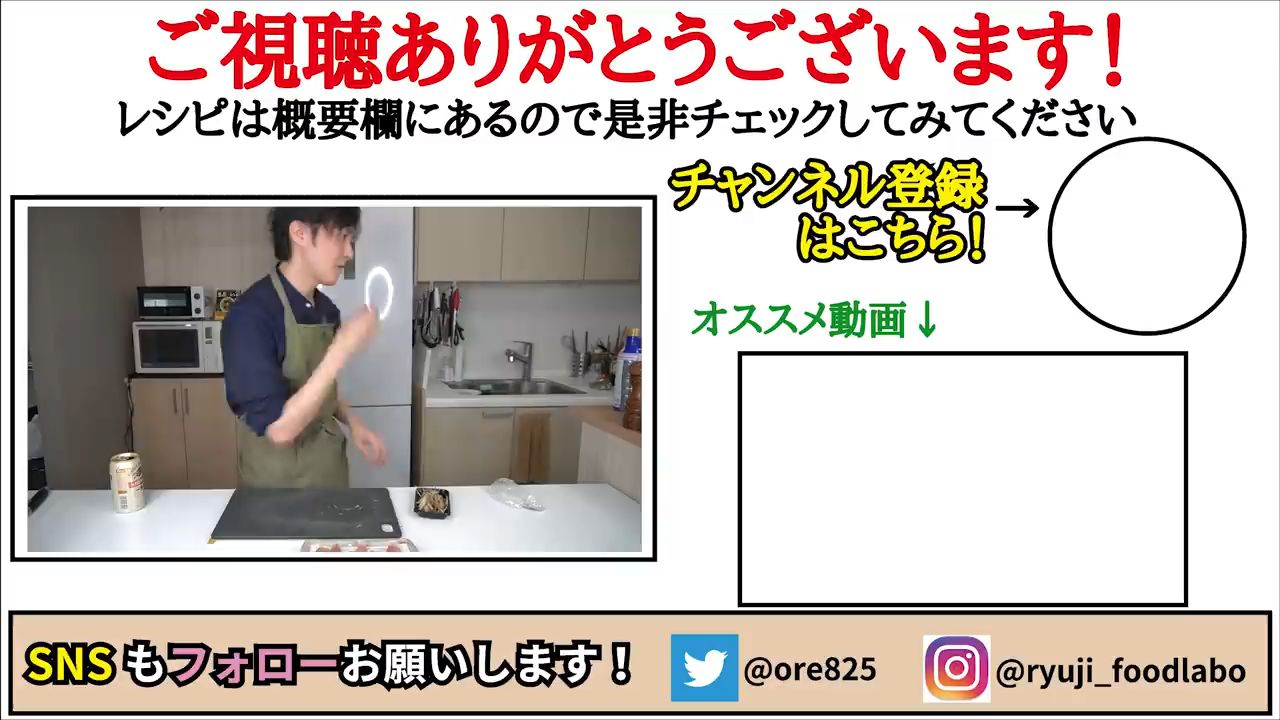 ご視聴ありがとうございます!
レシピは概要欄にあるので是非チェックしてみてください
チャンネル登録
はこちら!
→
オススメ動画↓
SNSもフォローお願いします!
@ore825
@ryuji_foodlabo